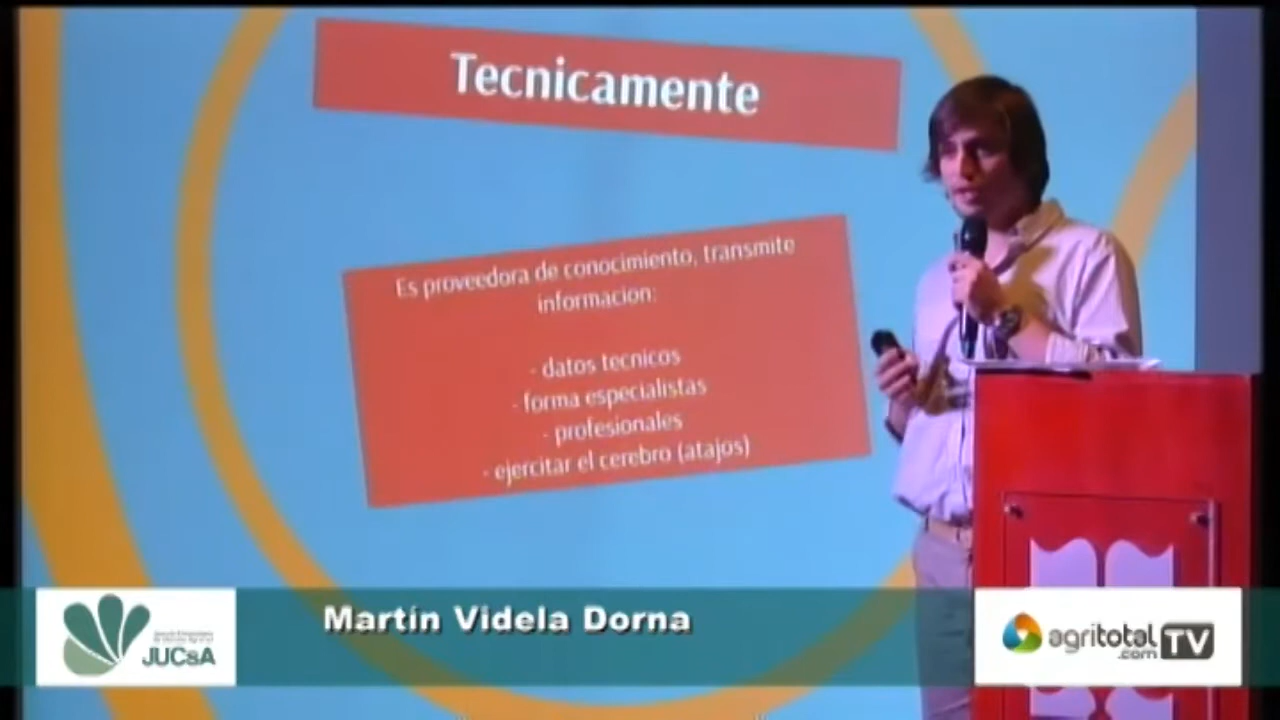 Tecnicamente
Es proveedora de conocimiento, transmite
informacion:
- datos tecnicos
- forma especialistas
- profesionales
- ejercitar el cerebro (atajos)
Martín Videla Dorna
JUC&A
agritotal
.com
TV